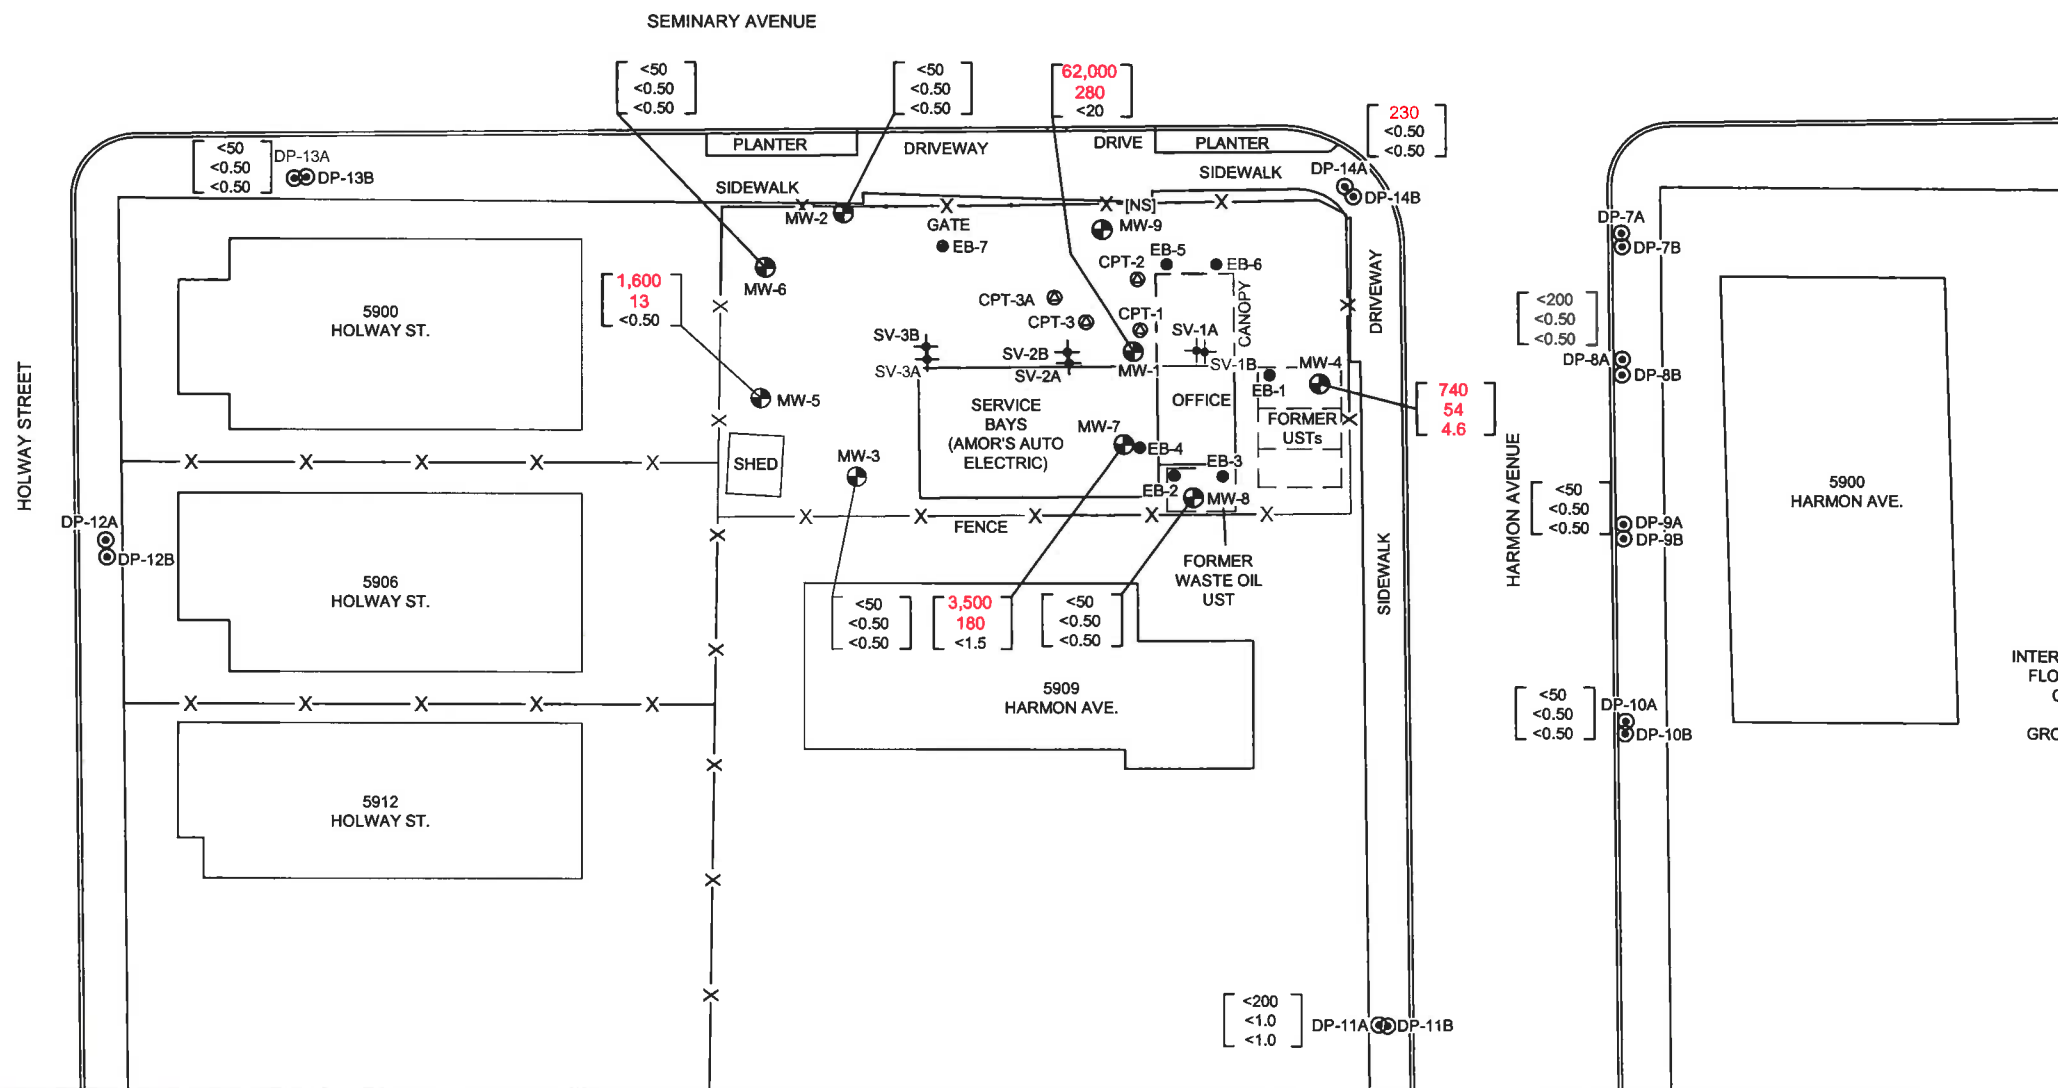 SEMINARY AVENUE
<50
<0.50
<0.50
<50
<0.50
<0.50
62,000
280
<20
230
<0.50
<0.50
PLANTER
DRIVEWAY
DRIVE
PLANTER
<50
<0.50
<0.50
DP-13A
DP-13B
SIDEWALK
SIDEWALK
DP-14A
DP-14B
MW-2
GATE
[NS]
MW-9
EB-7
DP-7A
DP-7B
CPT-2
EB-5
EB-6
MW-6
1,600
13
<0.50
CPT-3A
CPT-3
CPT-1
CANOPY
DRIVEWAY
<200
<0.50
<0.50
5900
HOLWAY ST.
SV-3B
SV-3A
SV-2B
SV-2A
MW-1
SV-1A
SV-1B
MW-4
DP-8A
DP-8B
EB-1
HOLWAY STREET
MW-5
SERVICE
BAYS
(AMOR'S AUTO
ELECTRIC)
OFFICE
FORMER
USTs
740
54
4.6
MW-7
EB-4
SHED
MW-3
EB-3
EB-2
MW-8
HARMON AVENUE
5900
HARMON AVE.
<50
<0.50
<0.50
DP-9A
DP-9B
FENCE
DP-12A
DP-12B
FORMER
WASTE OIL
UST
SIDEWALK
5906
HOLWAY ST.
<50
<0.50
<0.50
3,500
180
<1.5
<50
<0.50
<0.50
INTER
FLO
GRO
5909
HARMON AVE.
<50
<0.50
<0.50
DP-10A
DP-10B
5912
HOLWAY ST.
<200
<1.0
<1.0
DP-11A
DP-11B